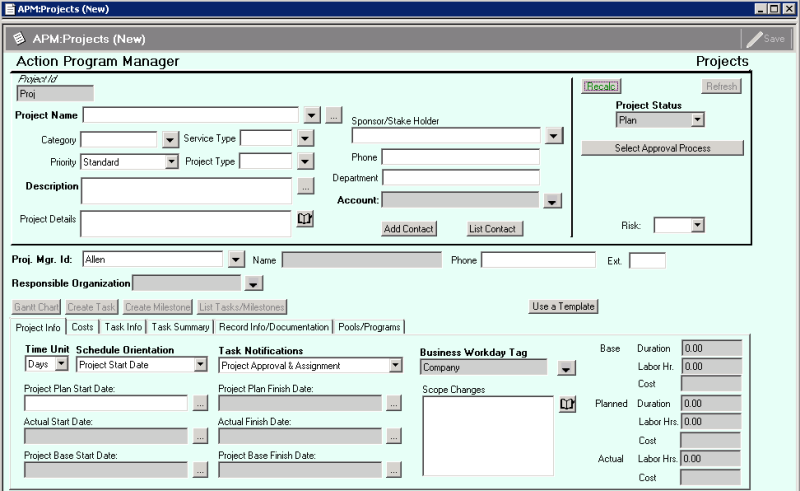 APM:Projects (New)
APM:Projects (New) Save
Action Program Manager Projects
Project Id
Proj
Recalc Refresh
Project Name ...
Sponsor/Stake Holder
Project Status
Plan
Category Service Type
Select Approval Process
Priority Standard Project Type
Phone
Department
Description ...
Account:
Project Details
Add Contact List Contact
Risk:
Proj. Mgr. Id: Allen Name Phone Ext.
Responsible Organization
Gantt Chart Create Task Create Milestone List Tasks/Milestones Use a Template
Project Info Costs Task Info Task Summary Record Info/Documentation Pools/Programs
Time Unit Schedule Orientation Task Notifications Business Workday Tag
Days Project Start Date Project Approval & Assignment Company
Base Duration 0.00
Labor Hr. 0.00
Cost
Project Plan Start Date: Project Plan Finish Date: Scope Changes
... ...
Planned Duration 0.00
Labor Hrs. 0.00
Cost
Actual Start Date: Actual Finish Date:
... ...
Project Base Start Date: Project Base Finish Date:
... ...
Actual Labor Hrs. 0.00
Cost